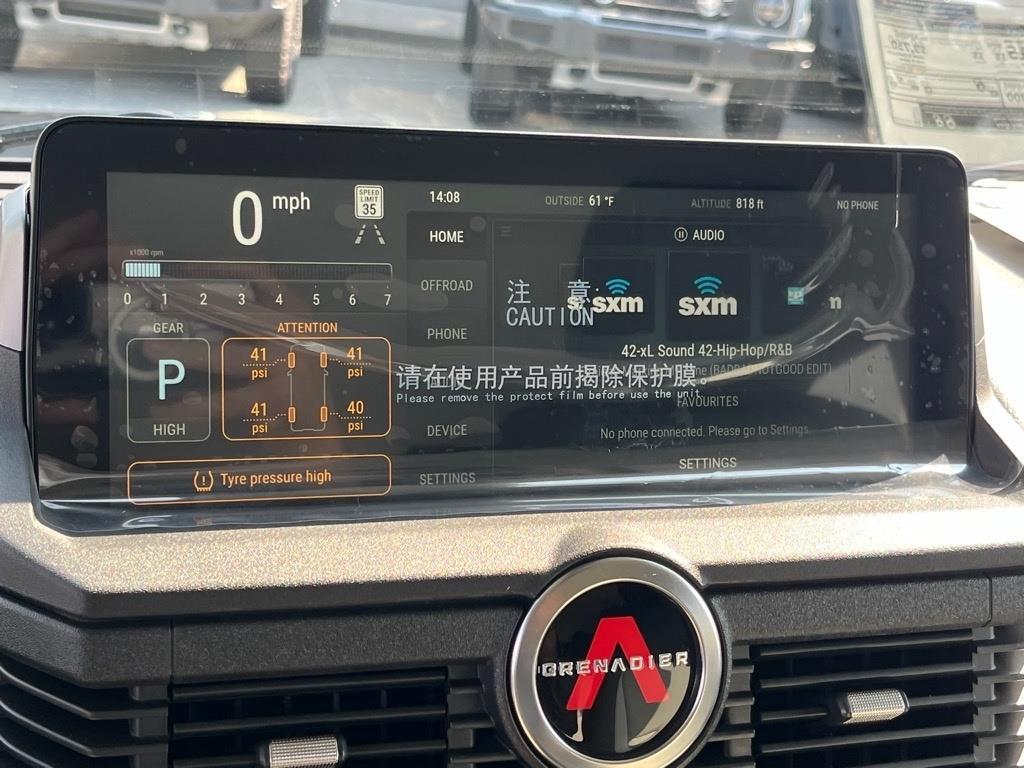 0 mph
SPEED
LIMIT
35
14:08
OUTSIDE 61 °F
ALTITUDE 818 ft
NO PHONE
x1000 rpm
0 1 2 3 4 5 6 7
HOME
OFFROAD
PHONE
DEVICE
SETTINGS
AUDIO
sxm
sxm
n
注 意:
CAUTION
42-xL Sound 42-Hip-Hop/R&B
(BADBADNOTGOOD EDIT)
请在使用产品前揭除保护膜。
Please remove the protect film before use the unit.
FAVOURITES
No phone connected. Please go to Settings.
SETTINGS
GEAR
P
HIGH
ATTENTION
41 psi
41 psi
41 psi
40 psi
Tyre pressure high
GRENADIER